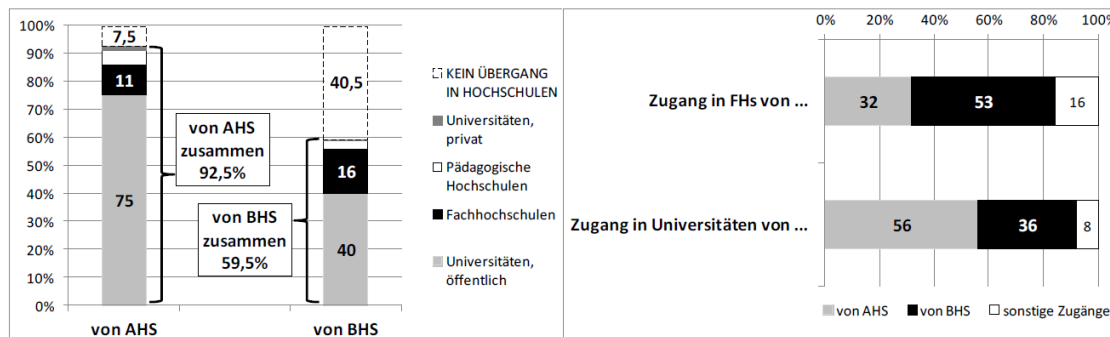 100%
90%
80%
70%
60%
50%
40%
30%
20%
10%
0%
7,5
11
75
von AHS
zusammen
92,5%
40,5
16
40
von BHS
zusammen
59,5%
von AHS
von BHS
KEIN ÜBERGANG
IN HOCHSCHULEN
Universitäten,
privat
Pädagogische
Hochschulen
Fachhochschulen
Universitäten,
öffentlich
0% 20% 40% 60% 80% 100%
Zugang in FHs von ...
32 53 16
Zugang in Universitäten von ...
56 36 8
von AHS von BHS sonstige Zugänge